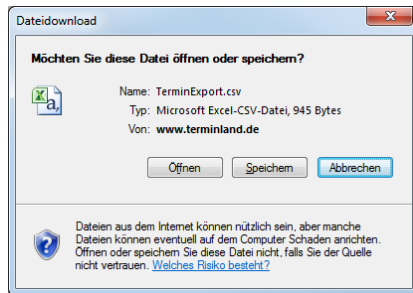 Dateidownload
Möchten Sie diese Datei öffnen oder speichern?
Name: TerminExport.csv
Typ: Microsoft Excel-CSV-Datei, 945 Bytes
Von: www.terminland.de
Öffnen Speichern Abbrechen
Dateien aus dem Internet können nützlich sein, aber manche
Dateien können eventuell auf dem Computer Schaden anrichten.
Öffnen oder speichern Sie diese Datei nicht, falls Sie der Quelle
nicht vertrauen. Welches Risiko besteht?